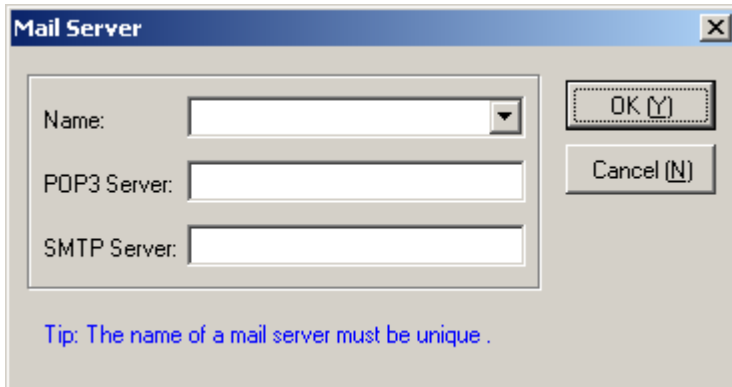 Mail Server
Name:
OK (Y)
POP3 Server:
Cancel (N)
SMTP Server:
Tip: The name of a mail server must be unique .